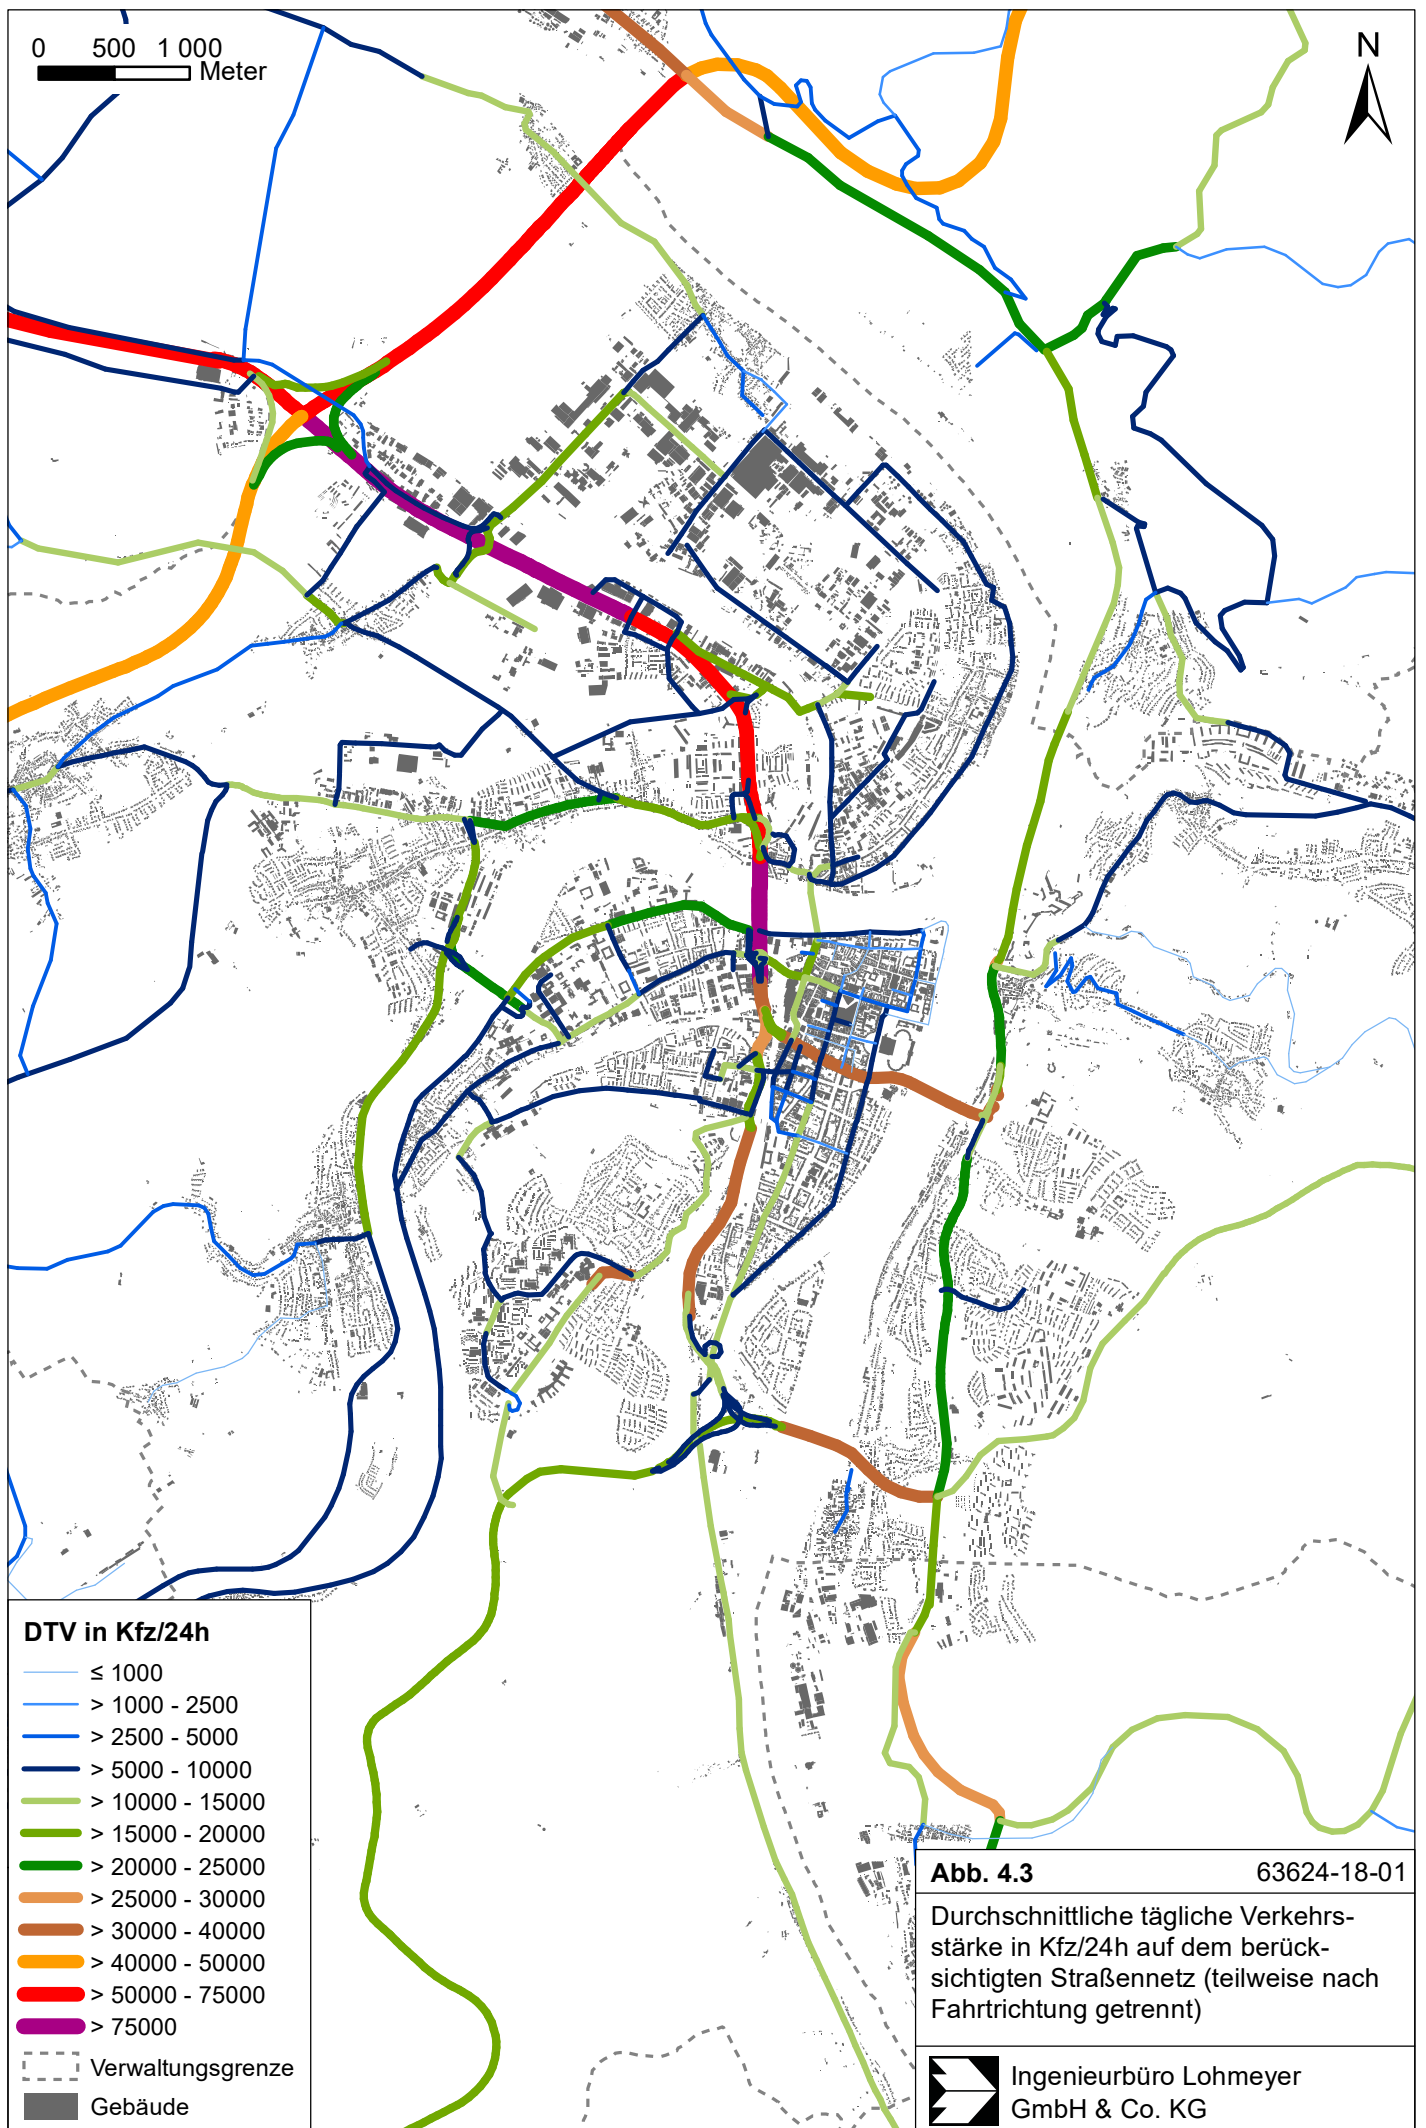 0 500 1 000
Meter
N
DTV in Kfz/24h
≤ 1000
> 1000 - 2500
> 2500 - 5000
> 5000 - 10000
> 10000 - 15000
> 15000 - 20000
> 20000 - 25000
> 25000 - 30000
> 30000 - 40000
> 40000 - 50000
> 50000 - 75000
> 75000
Verwaltungsgrenze
Gebäude
Abb. 4.3 63624-18-01
Durchschnittliche tägliche Verkehrs-
stärke in Kfz/24h auf dem berück-
sichtigten Straßennetz (teilweise nach
Fahrtrichtung getrennt)
Ingenieurbüro Lohmeyer
GmbH & Co. KG